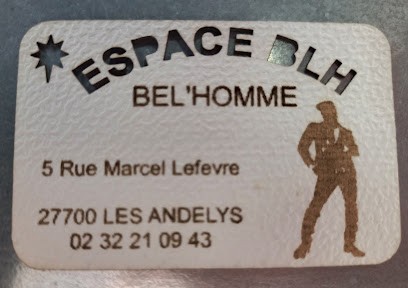 ESPACE BLH
BEL'HOMME
5 Rue Marcel Lefevre
27700 LES ANDELYS
02 32 21 09 43